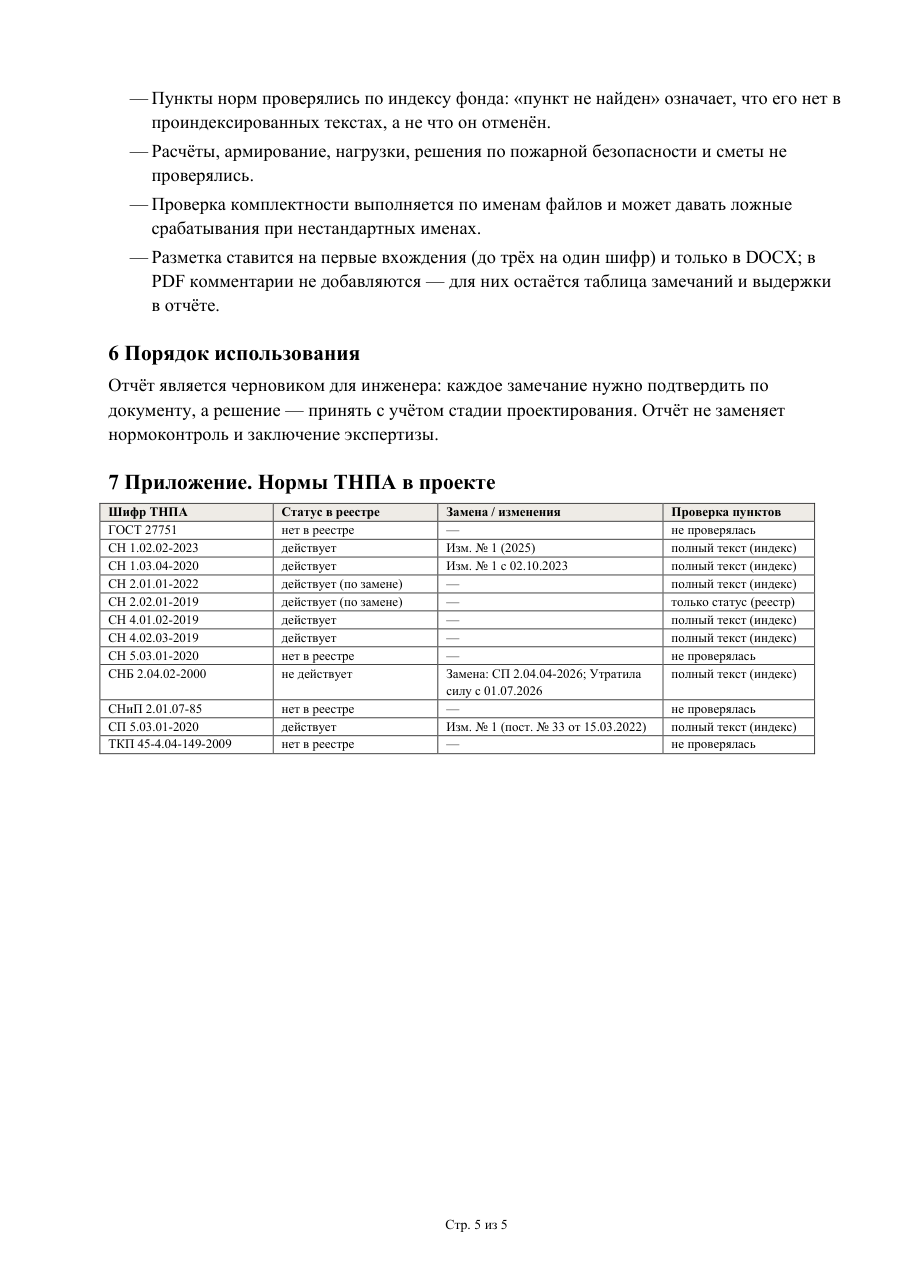 — Пункты норм проверялись по индексу фонда: «пункт не найден» означает, что его нет в
проиндексированных текстах, а не что он отменён.
— Расчёты, армирование, нагрузки, решения по пожарной безопасности и сметы не
проверялись.
— Проверка комплектности выполняется по именам файлов и может давать ложные
срабатывания при нестандартных именах.
— Разметка ставится на первые вхождения (до трёх на один шифр) и только в DOCX; в
PDF комментарии не добавляются — для них остаётся таблица замечаний и выдержки
в отчёте.
6 Порядок использования
Отчёт является черновиком для инженера: каждое замечание нужно подтвердить по
документу, а решение — принять с учётом стадии проектирования. Отчёт не заменяет
нормоконтроль и заключение экспертизы.
7 Приложение. Нормы ТНПА в проекте
Шифр ТНПА Статус в реестре Замена / изменения Проверка пунктов
ГОСТ 27751 нет в реестре — не проверялась
СН 1.02.02-2023 действует Изм. № 1 (2025) полный текст (индекс)
СН 1.03.04-2020 действует Изм. № 1 с 02.10.2023 полный текст (индекс)
СН 2.01.01-2022 действует (по замене) — полный текст (индекс)
СН 2.02.01-2019 действует (по замене) — только статус (реестр)
СН 4.01.02-2019 действует — полный текст (индекс)
СН 4.02.03-2019 действует — полный текст (индекс)
СН 5.03.01-2020 нет в реестре — не проверялась
СНБ 2.04.02-2000 не действует Замена: СП 2.04.04-2026; Утратила полный текст (индекс)
силу с 01.07.2026
СНиП 2.01.07-85 нет в реестре — не проверялась
СП 5.03.01-2020 действует Изм. № 1 (пост. № 33 от 15.03.2022) полный текст (индекс)
ТКП 45-4.04-149-2009 нет в реестре — не проверялась
Стр. 5 из 5